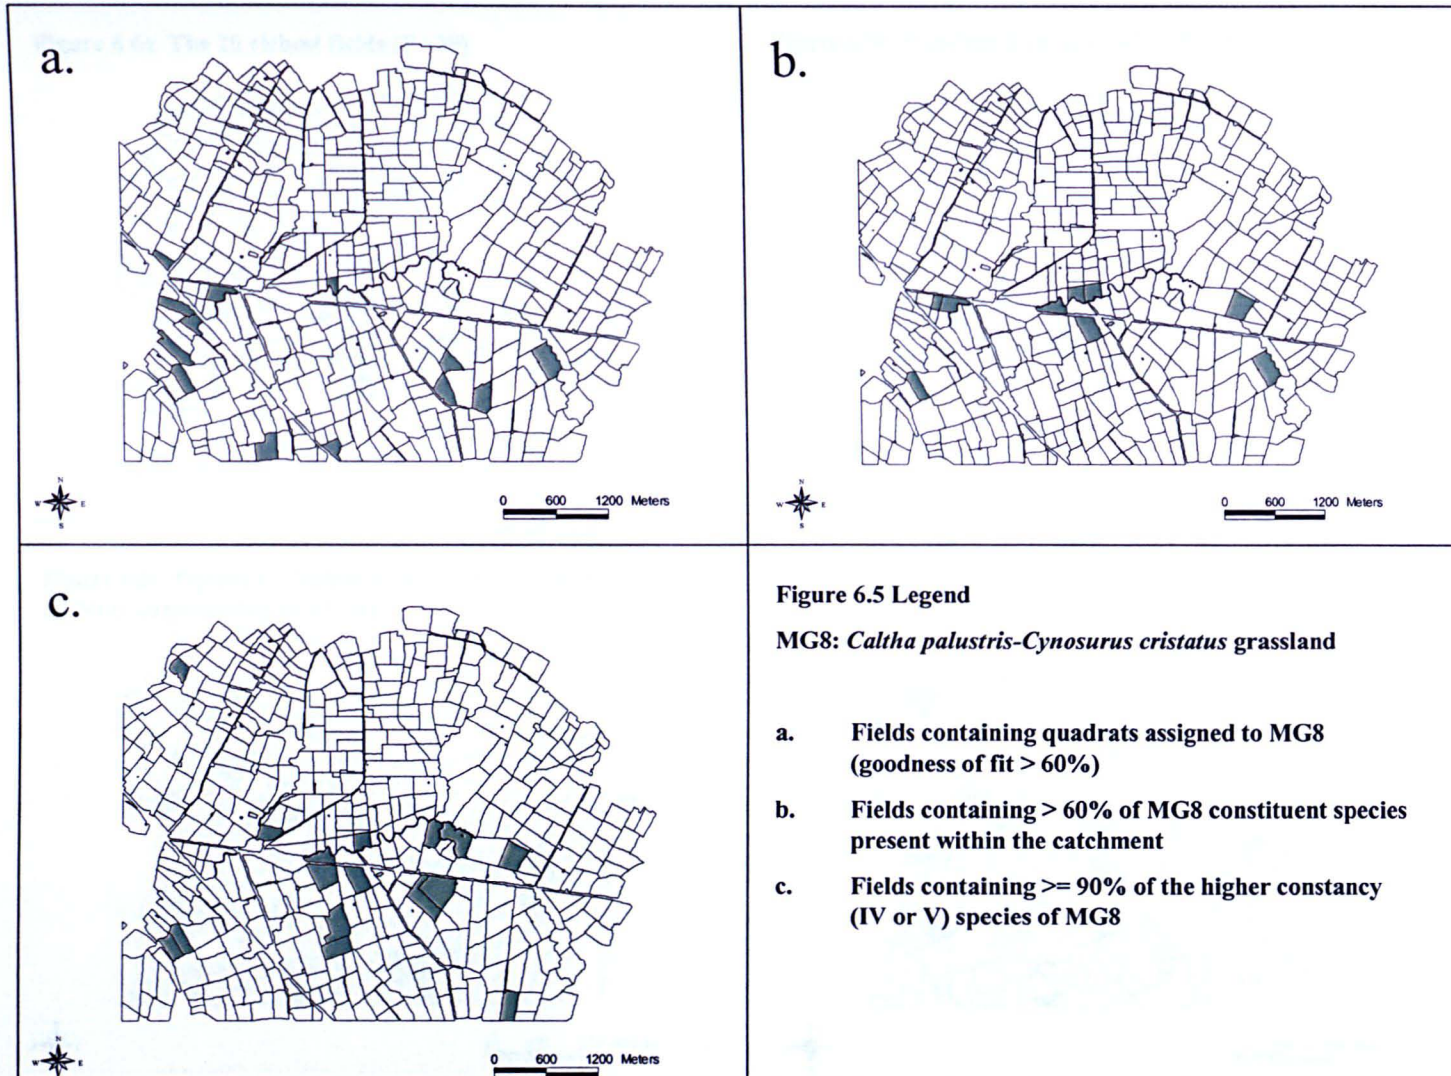 a.
N
W E
S
0 600 1200 Meters
b.
N
W E
S
0 600 1200 Meters
c.
N
W E
0 600 1200 Meters
Figure 6.5 Legend
MG8: Caltha palustris-Cynosurus cristatus grassland
a. Fields containing quadrats assigned to MG8
(goodness of fit > 60%)
b. Fields containing > 60% of MG8 constituent species
present within the catchment
c. Fields containing >= 90% of the higher constancy
(IV or V) species of MG8